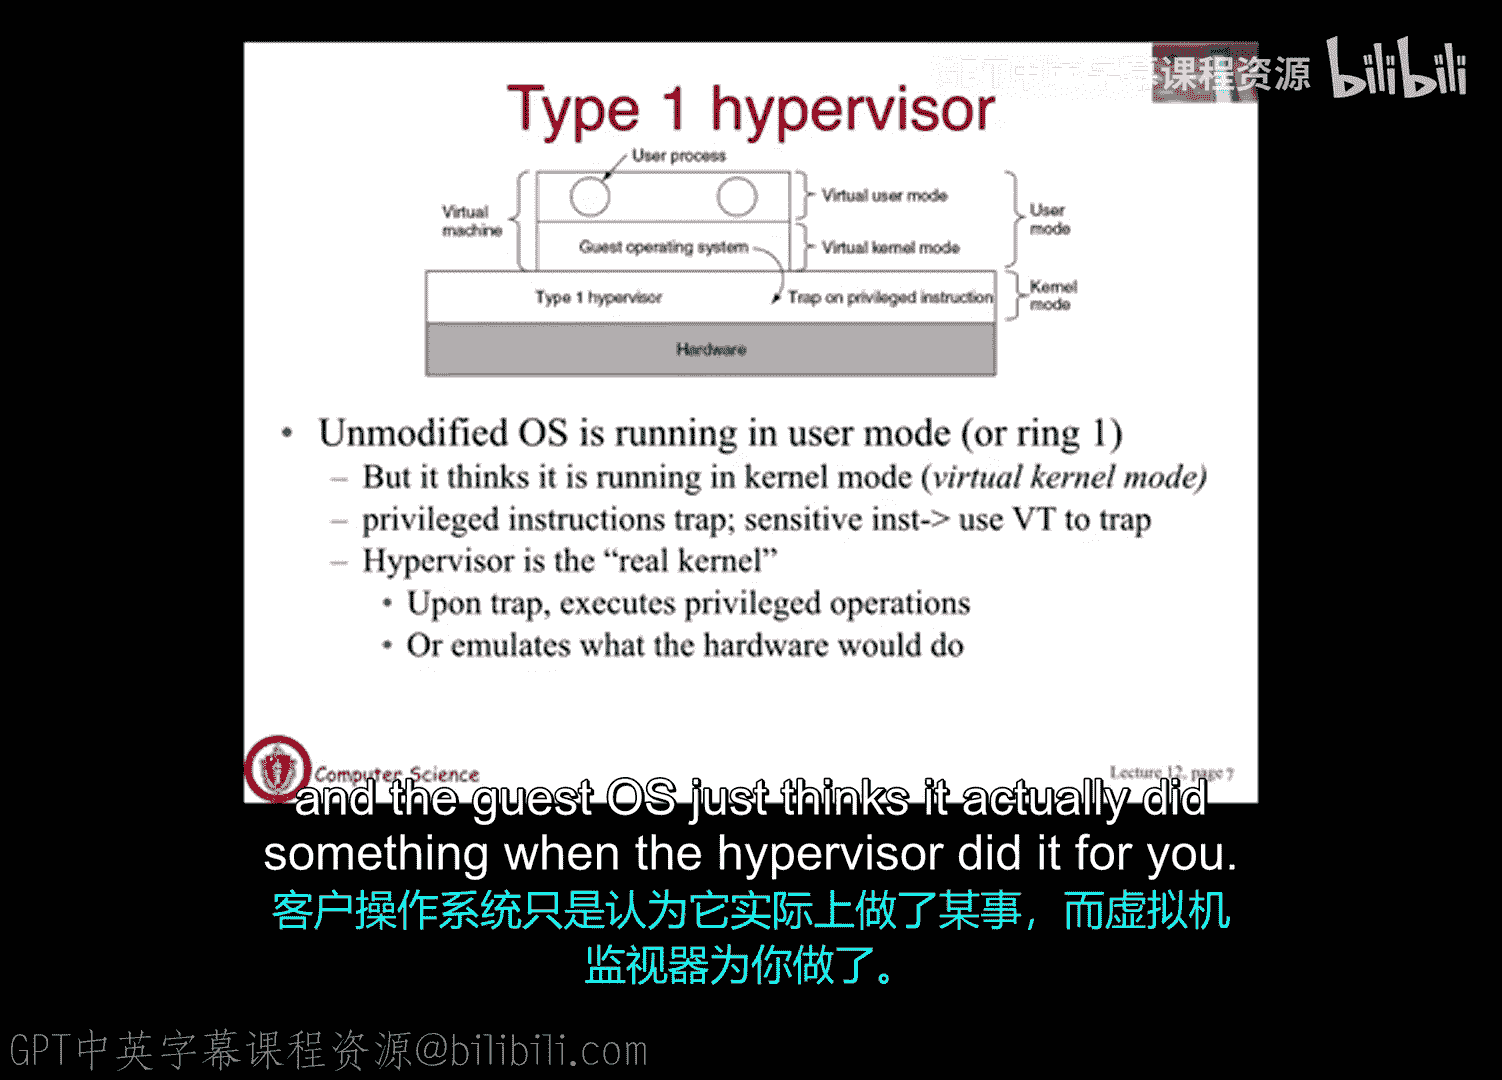 课程资源 bilibili
Type 1 hypervisor
User process
Virtual machine
Virtual user mode
User mode
Guest operating system
Virtual kernel mode
Type 1 hypervisor
Trap on privileged instruction
Kernel mode
Hardware
• Unmodified OS is running in user mode (or ring 1)
– But it thinks it is running in kernel mode (virtual kernel mode)
– privileged instructions trap; sensitive inst-> use VT to trap
– Hypervisor is the “real kernel”
• Upon trap, executes privileged operations
• Or emulates what the hardware would do
Computer Science
Lecture 12, page 7
and the guest OS just thinks it actually did
something when the hypervisor did it for you.
客户操作系统只是认为它实际上做了某事，而虚拟机
监视器为你做了。
GPT中英字幕课程资源@bilibili.com